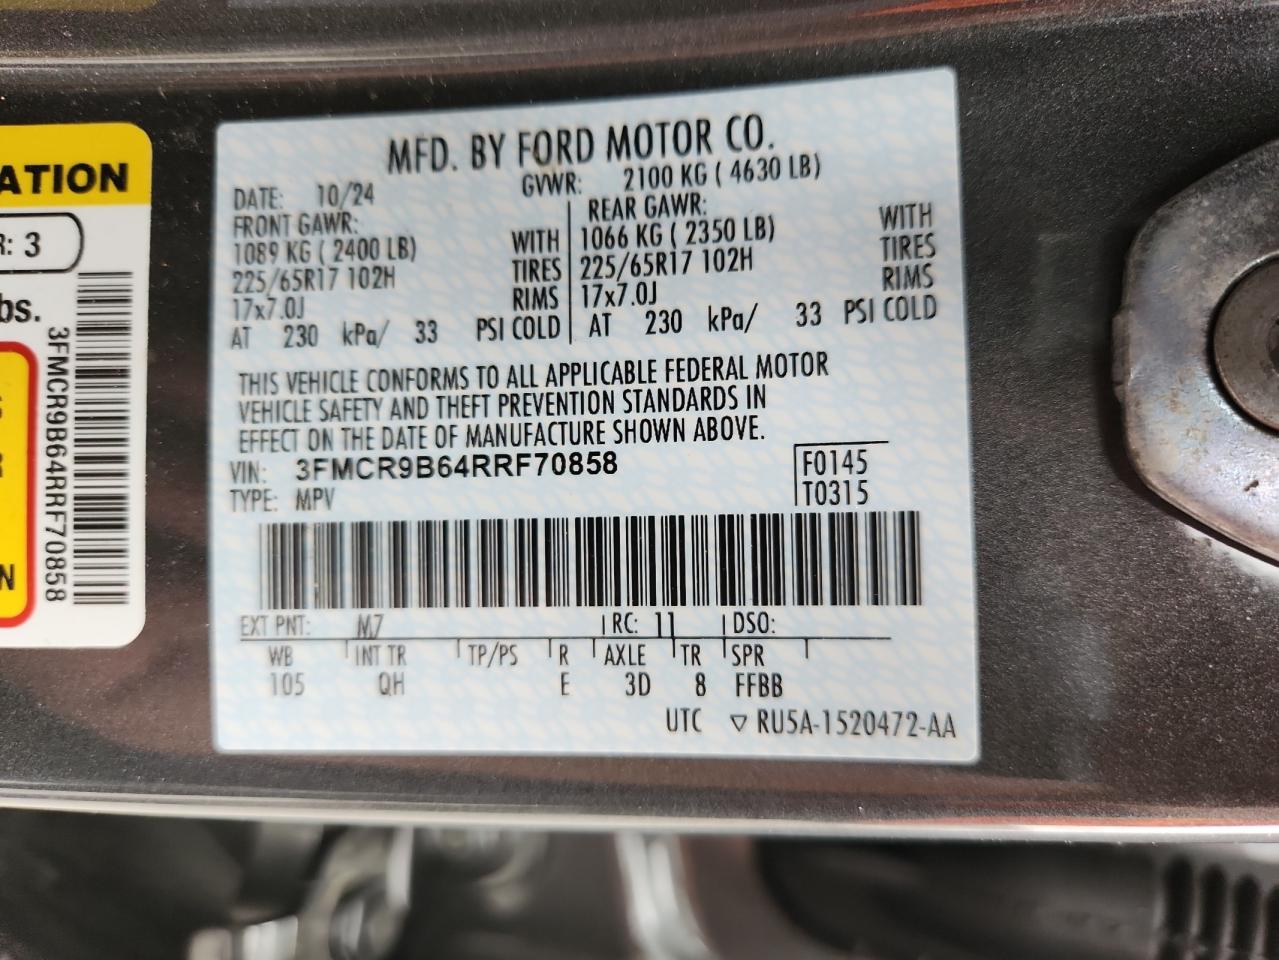 MFD. BY FORD MOTOR CO.
DATE: 10/24 GVWR: 2100 KG ( 4630 LB)
FRONT GAWR: REAR GAWR:
1089 KG ( 2400 LB) WITH 1066 KG ( 2350 LB) WITH
225/65R17 102H TIRES 225/65R17 102H TIRES
17x7.0J RIMS 17x7.0J RIMS
AT 230 kPa/ 33 PSI COLD AT 230 kPa/ 33 PSI COLD
THIS VEHICLE CONFORMS TO ALL APPLICABLE FEDERAL MOTOR
VEHICLE SAFETY AND THEFT PREVENTION STANDARDS IN
EFFECT ON THE DATE OF MANUFACTURE SHOWN ABOVE.
VIN: 3FMCR9B64RRF70858 F0145
TYPE: MPV T0315
EXT PNT: M7 RC: 11 DSO:
WB INT TR TP/PS R AXLE TR SPR
105 QH E 3D 8 FFBB
UTC ▽ RU5A-1520472-AA
ATION
R: 3
bs.
3FMCR9B64RRF70858